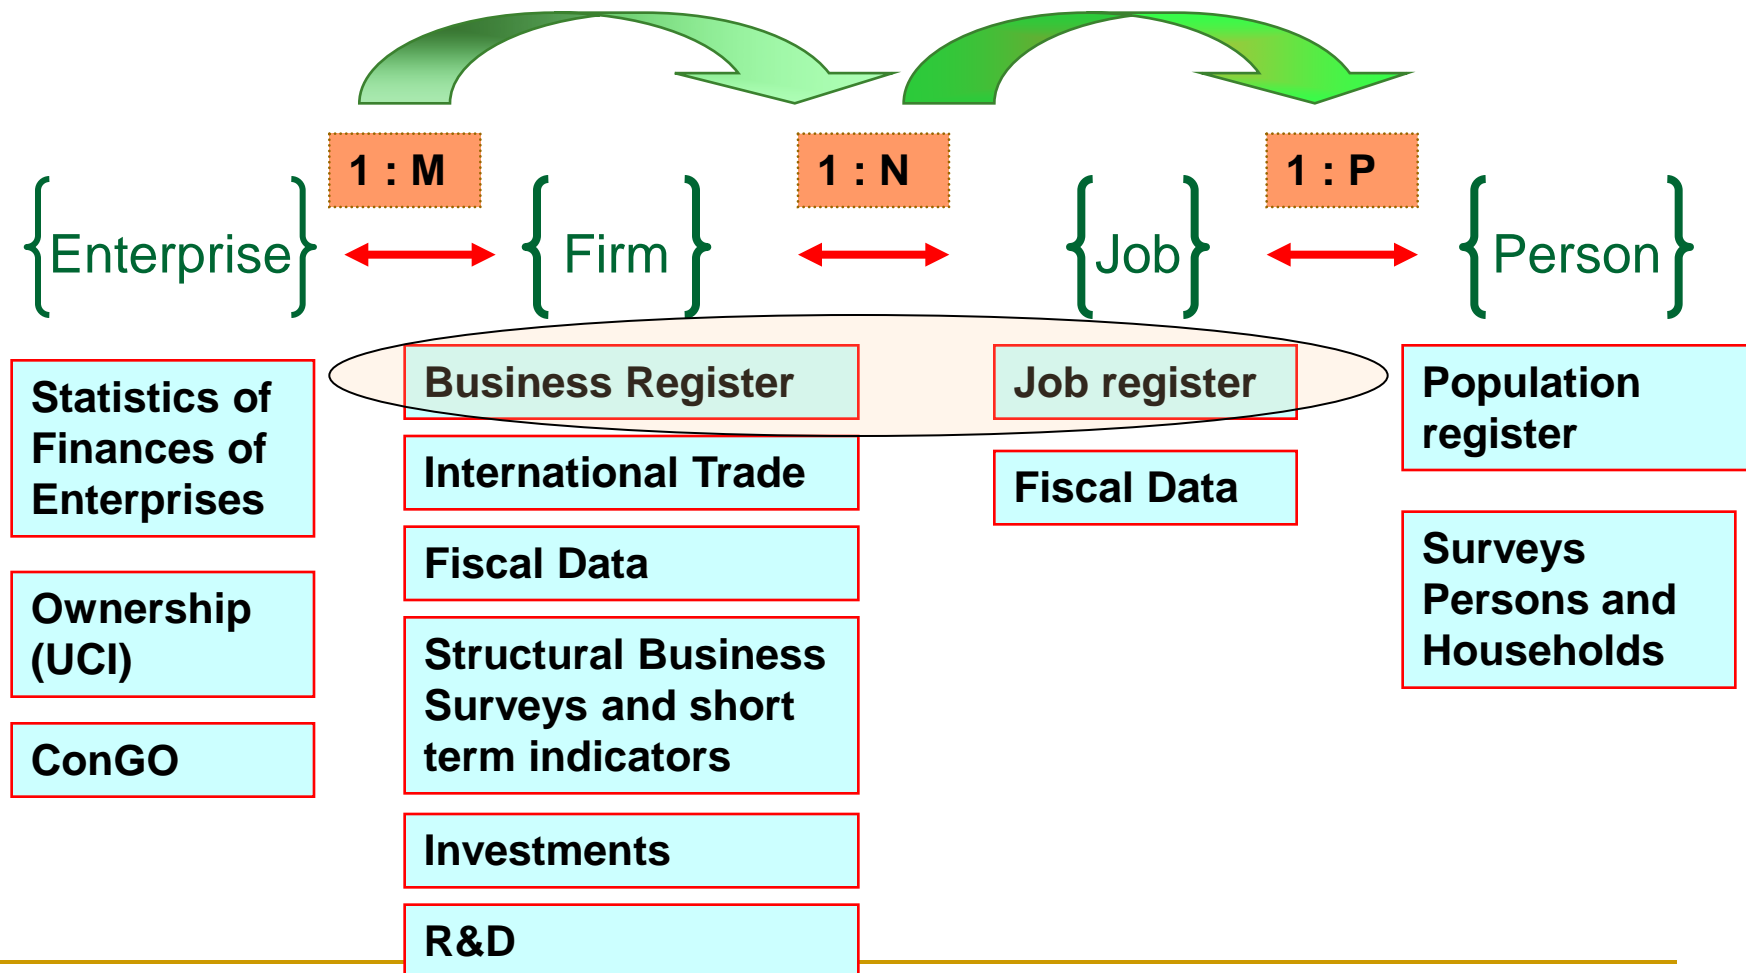 1 : M
1 : N
1 : P
Enterprise
Firm
Job
Person
Statistics of
Finances of
Enterprises
Ownership
(UCI)
ConGO
Business Register
International Trade
Fiscal Data
Structural Business
Surveys and short
term indicators
Investments
R&D
Job register
Fiscal Data
Population
register
Surveys
Persons and
Households